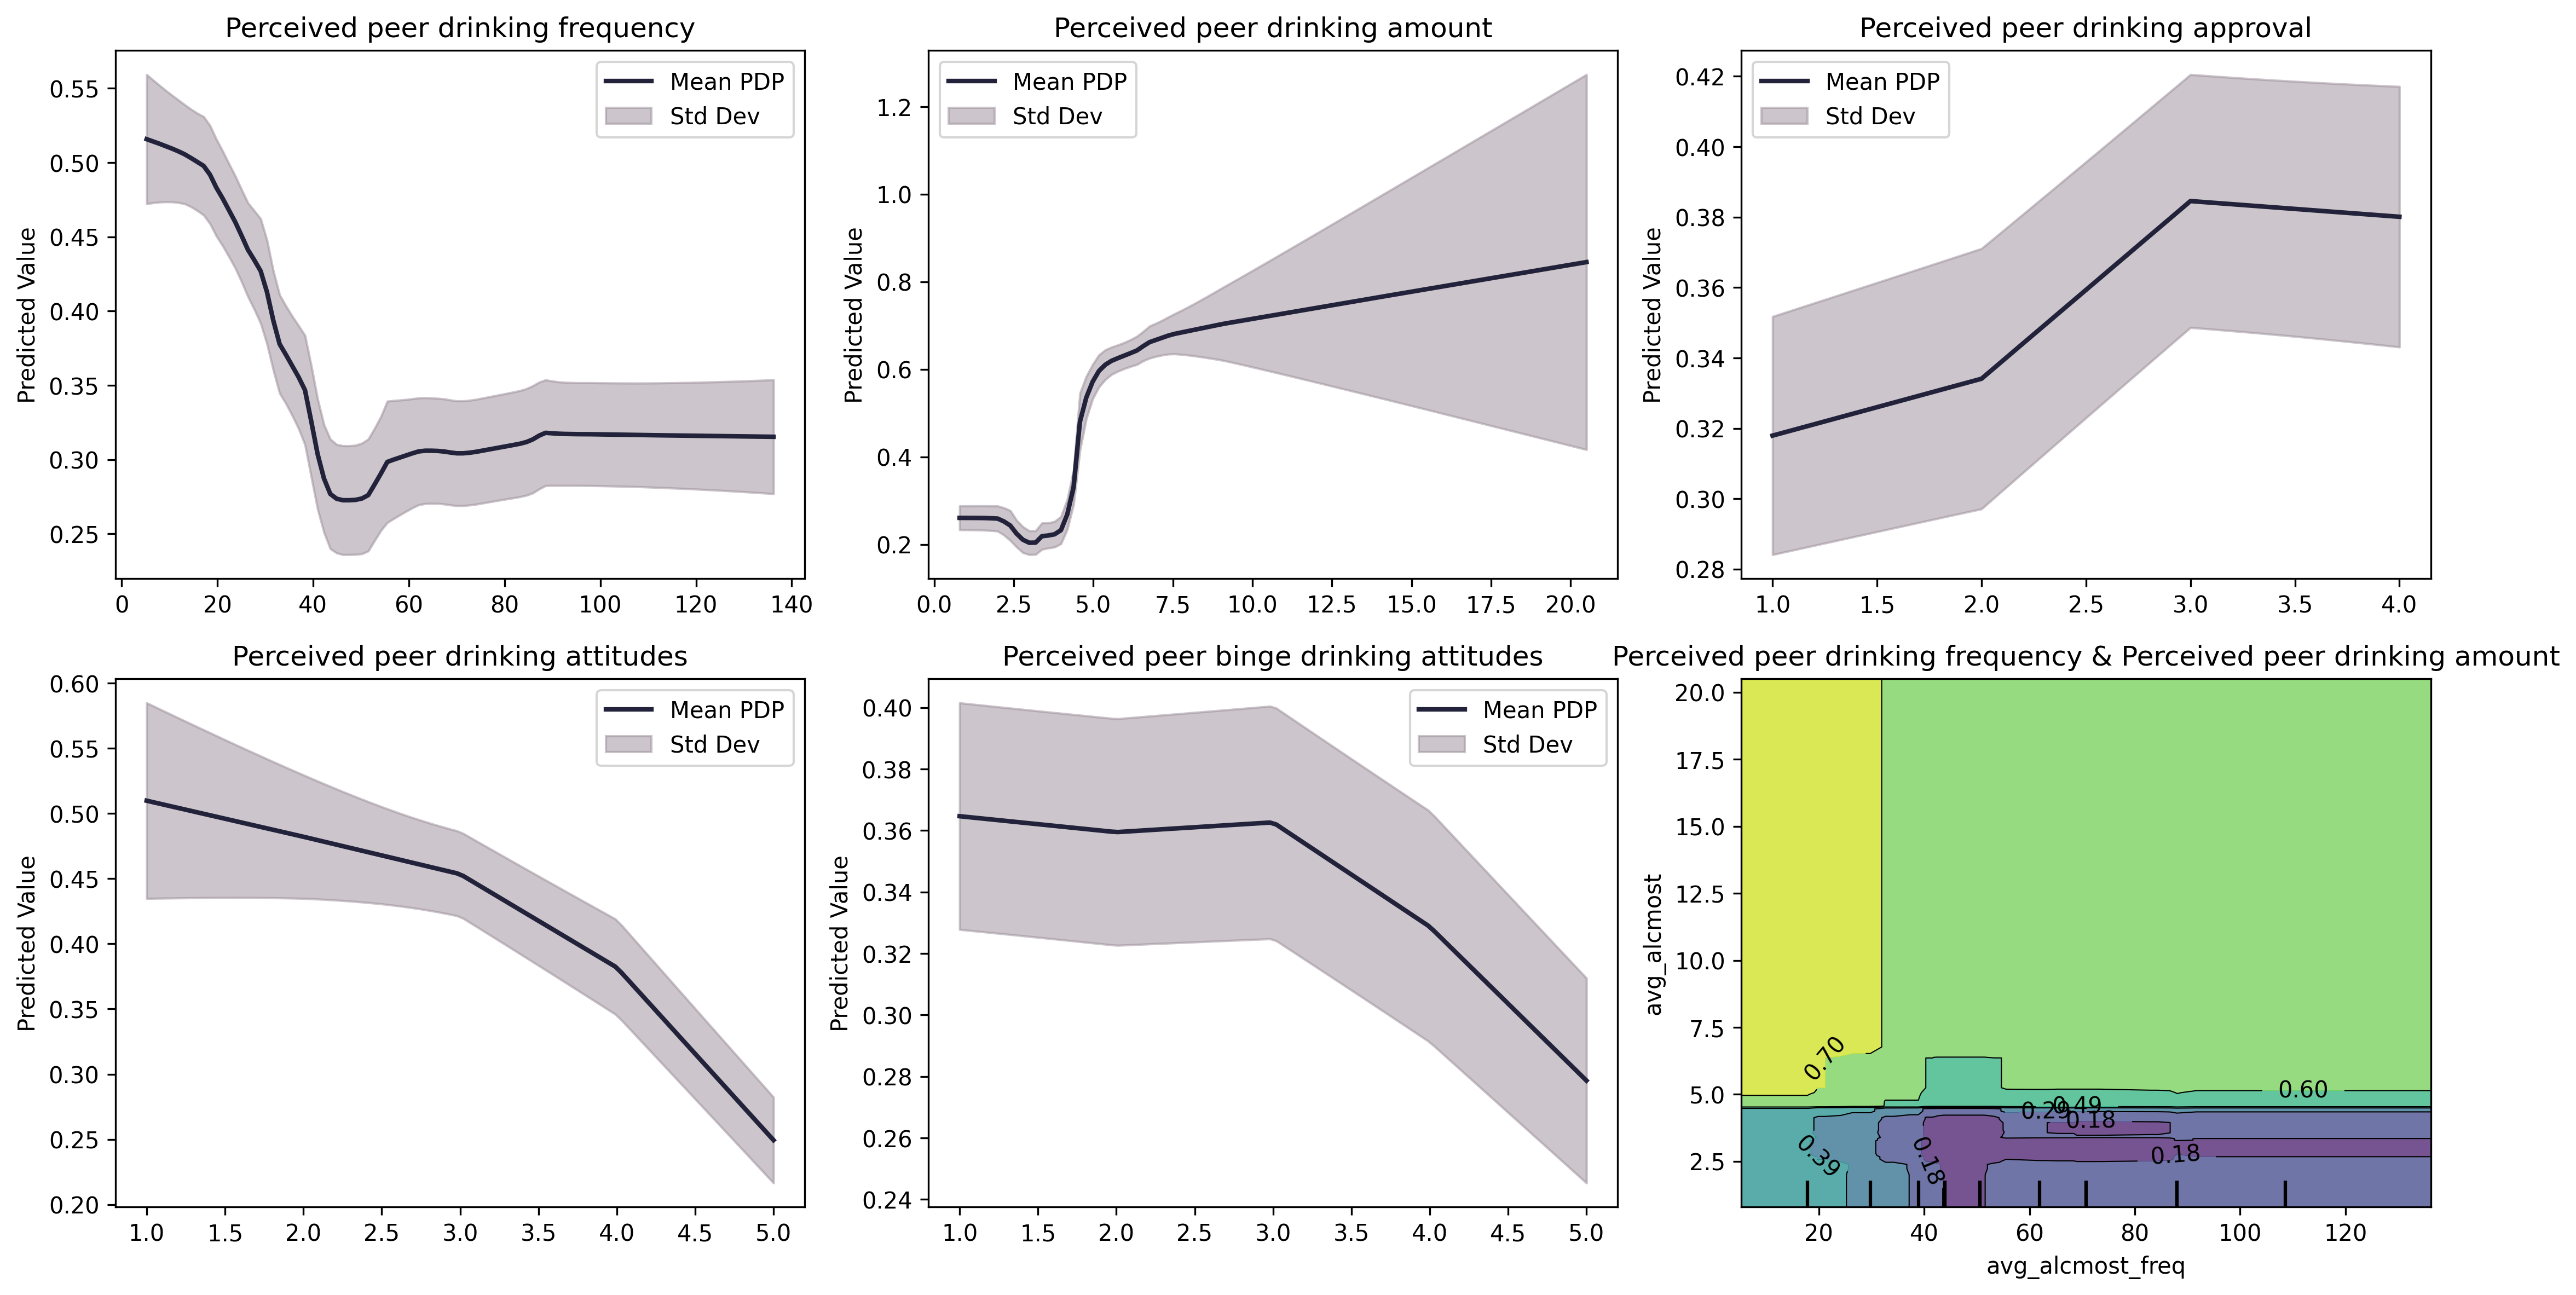 Perceived peer drinking frequency
Mean PDP
Std Dev
Predicted Value
0.55
0.50
0.45
0.40
0.35
0.30
0.25
0 20 40 60 80 100 120 140
Perceived peer drinking amount
Mean PDP
Std Dev
Predicted Value
1.2
1.0
0.8
0.6
0.4
0.2
0.0 2.5 5.0 7.5 10.0 12.5 15.0 17.5 20.0
Perceived peer drinking approval
Mean PDP
Std Dev
Predicted Value
0.42
0.40
0.38
0.36
0.34
0.32
0.30
0.28
1.0 1.5 2.0 2.5 3.0 3.5 4.0
Perceived peer drinking attitudes
Mean PDP
Std Dev
Predicted Value
0.60
0.55
0.50
0.45
0.40
0.35
0.30
0.25
0.20
1.0 1.5 2.0 2.5 3.0 3.5 4.0 4.5 5.0
Perceived peer binge drinking attitudes
Mean PDP
Std Dev
Predicted Value
0.40
0.38
0.36
0.34
0.32
0.30
0.28
0.26
0.24
1.0 1.5 2.0 2.5 3.0 3.5 4.0 4.5 5.0
Perceived peer drinking frequency & Perceived peer drinking amount
avg_alcmost
20.0
17.5
15.0
12.5
10.0
7.5
5.0
2.5
0.70
0.60
0.49
0.29
0.18
0.39
0.18
0.18
20 40 60 80 100 120
avg_alcmost_freq